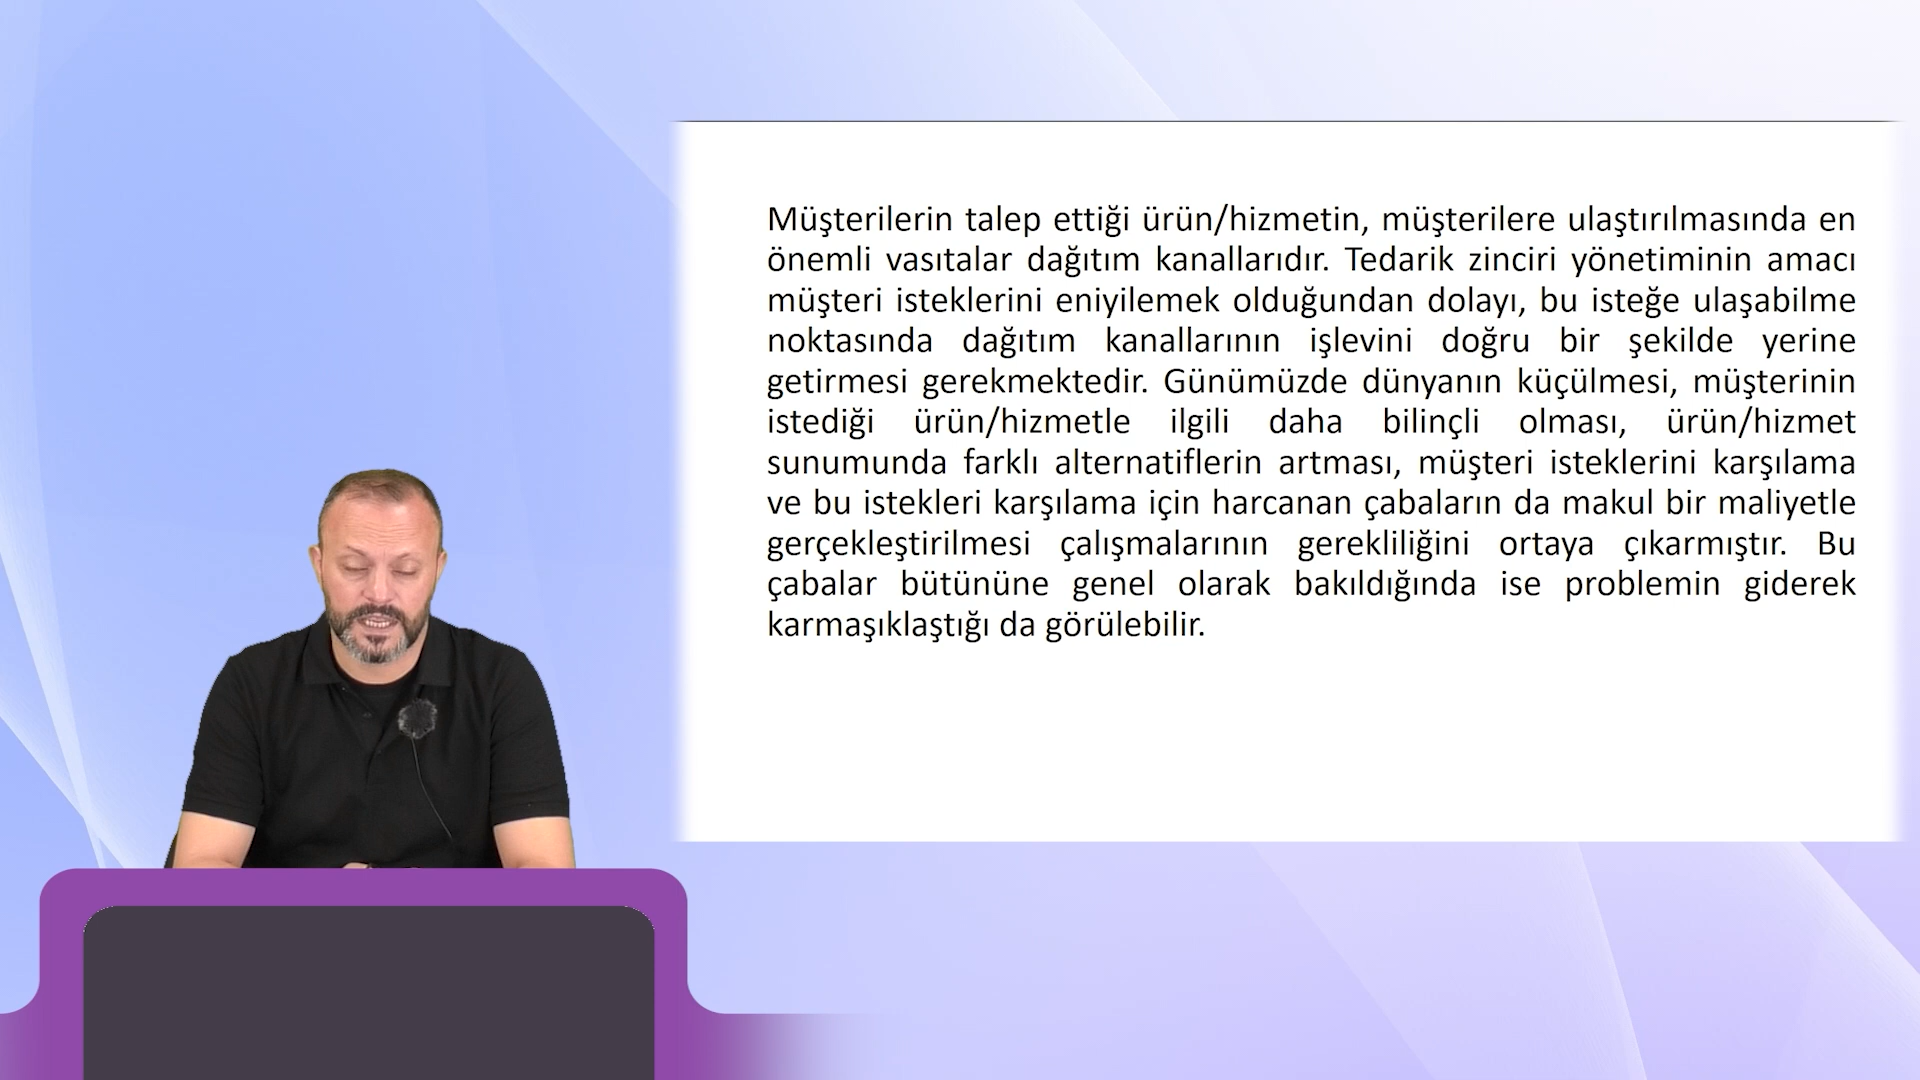 Müşterilerin talep ettiği ürün/hizmetin, müşterilere ulaştırılmasında en
önemli vasıtalar dağıtım kanallarıdır. Tedarik zinciri yönetiminin amacı
müşteri isteklerini eniyilemek olduğundan dolayı, bu isteğe ulaşabilme
noktasında dağıtım kanallarının işlevini doğru bir şekilde yerine
getirmesi gerekmektedir. Günümüzde dünyanın küçülmesi, müşterinin
istediği ürün/hizmetle ilgili daha bilinçli olması, ürün/hizmet
sunumunda farklı alternatiflerin artması, müşteri isteklerini karşılama
ve bu istekleri karşılama için harcanan çabaların da makul bir maliyetle
gerçekleştirilmesi çalışmalarının gerekliliğini ortaya çıkarmıştır. Bu
çabalar bütününe genel olarak bakıldığında ise problemin giderek
karmaşıklaştığı da görülebilir.